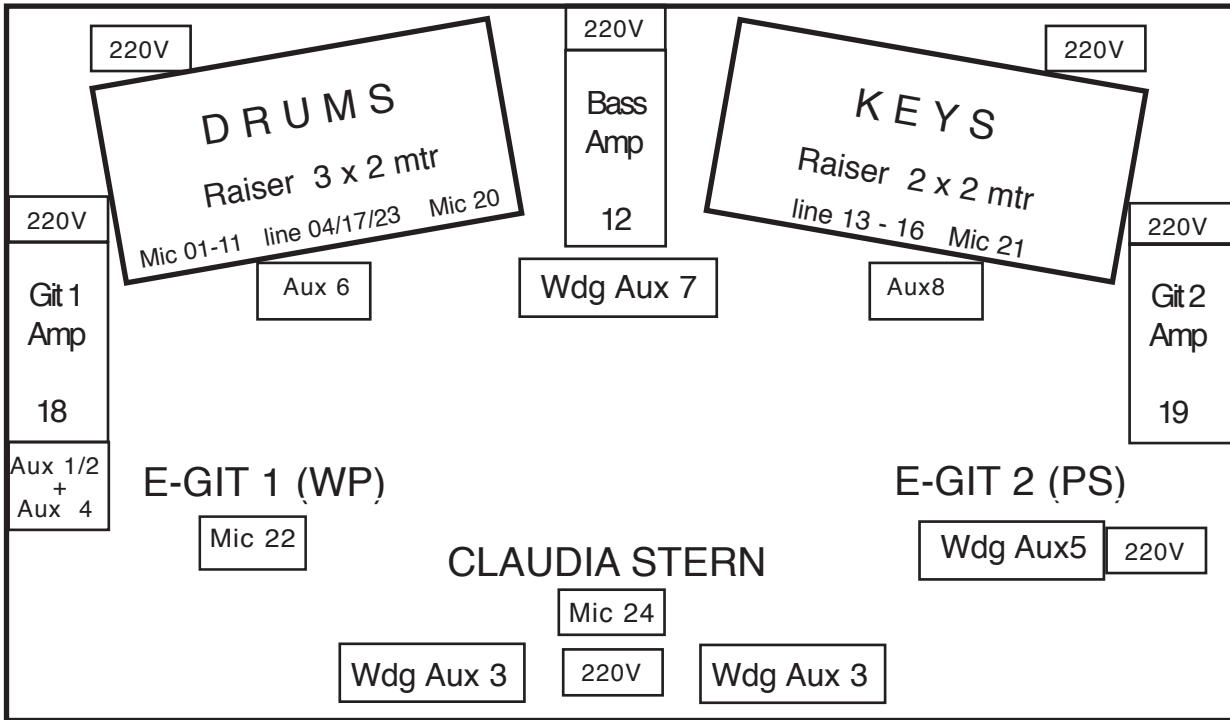 220V
220V
220V
DRUMS
Raiser 3 x 2 mtr
Mic 01-11 line 04/17/23 Mic 20
Bass
Amp
12
KEYS
Raiser 2 x 2 mtr
line 13 - 16 Mic 21
220V
Git 1
Amp
18
Aux 1/2
+
Aux 4
Aux 6
Wdg Aux 7
Aux8
220V
Git 2
Amp
19
E-GIT 1 (WP)
Mic 22
E-GIT 2 (PS)
Wdg Aux5
220V
CLAUDIA STERN
Mic 24
Wdg Aux 3
220V
Wdg Aux 3